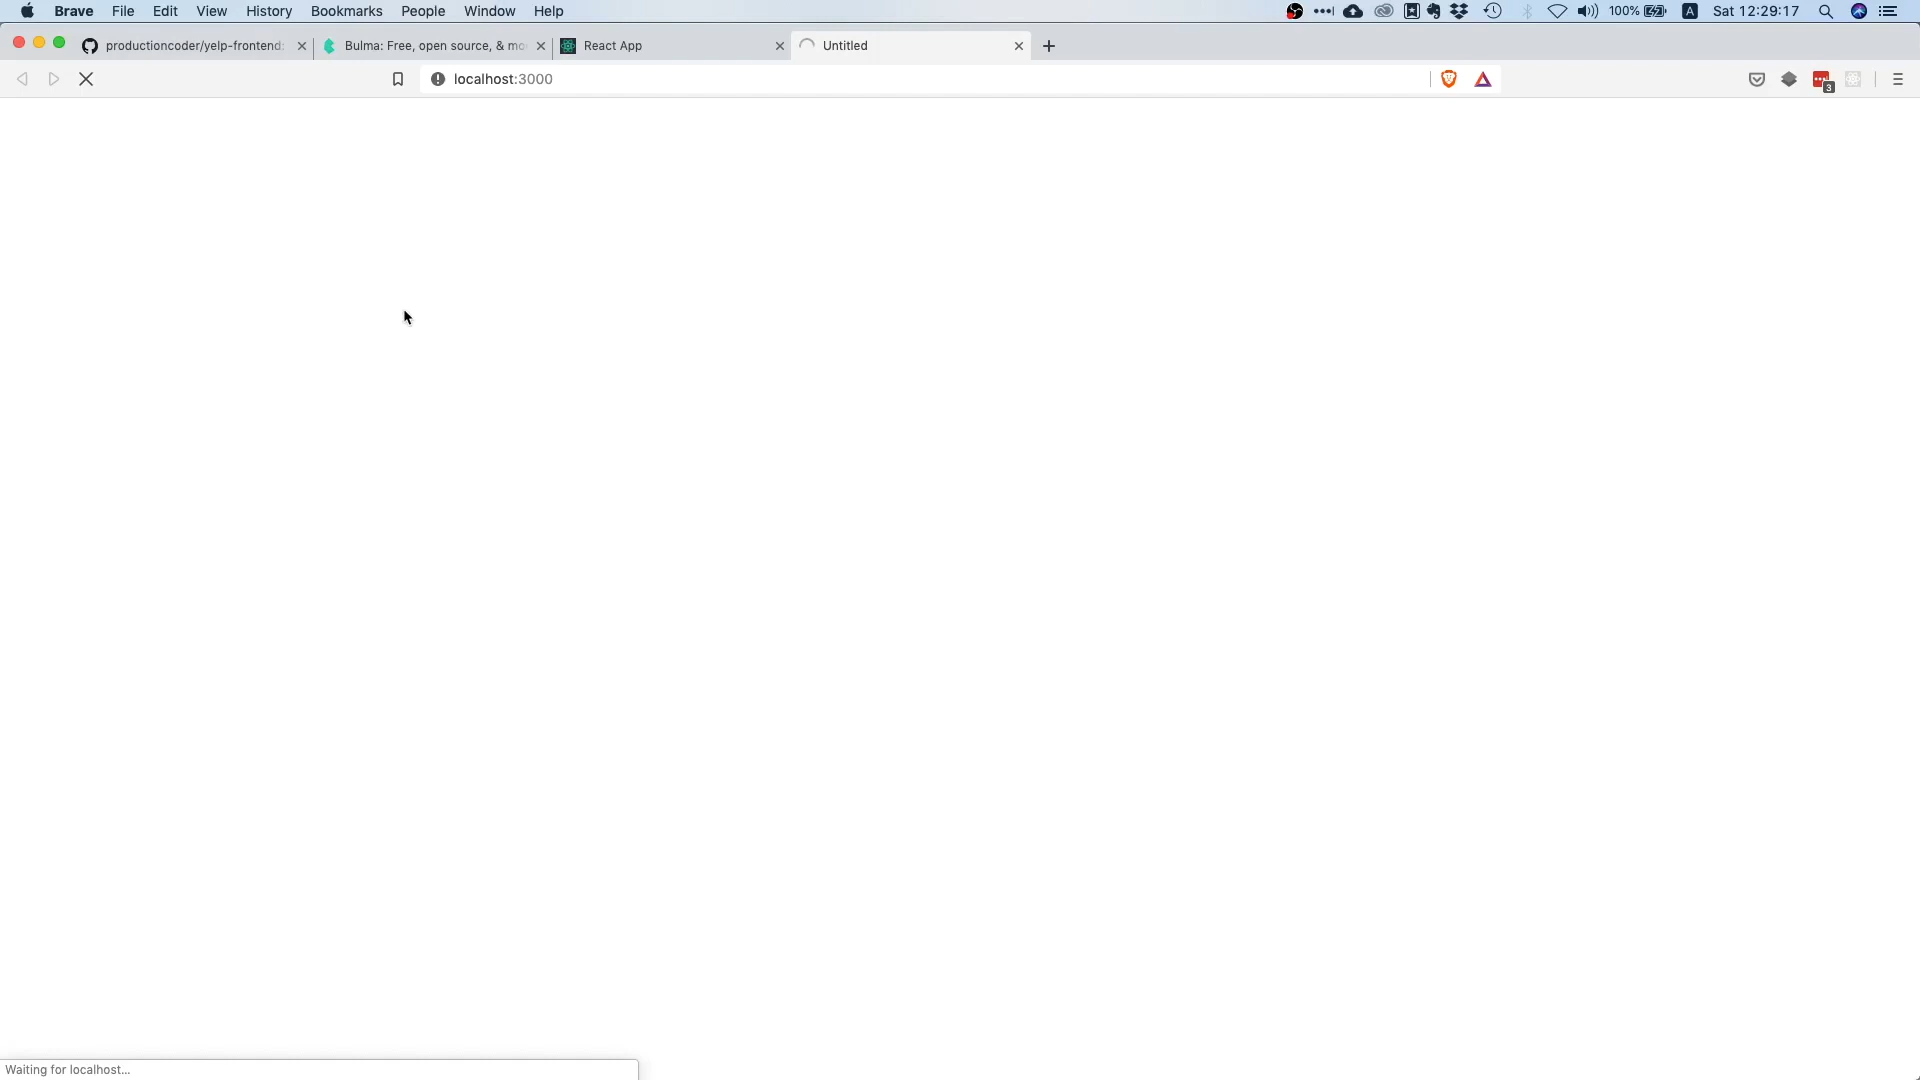 Brave File Edit View History Bookmarks People Window Help 100% A Sat 12:29:17
productioncoder/yelp-frontend: Bulma: Free, open source, & mo React App Untitled
localhost:3000 3
Waiting for localhost...